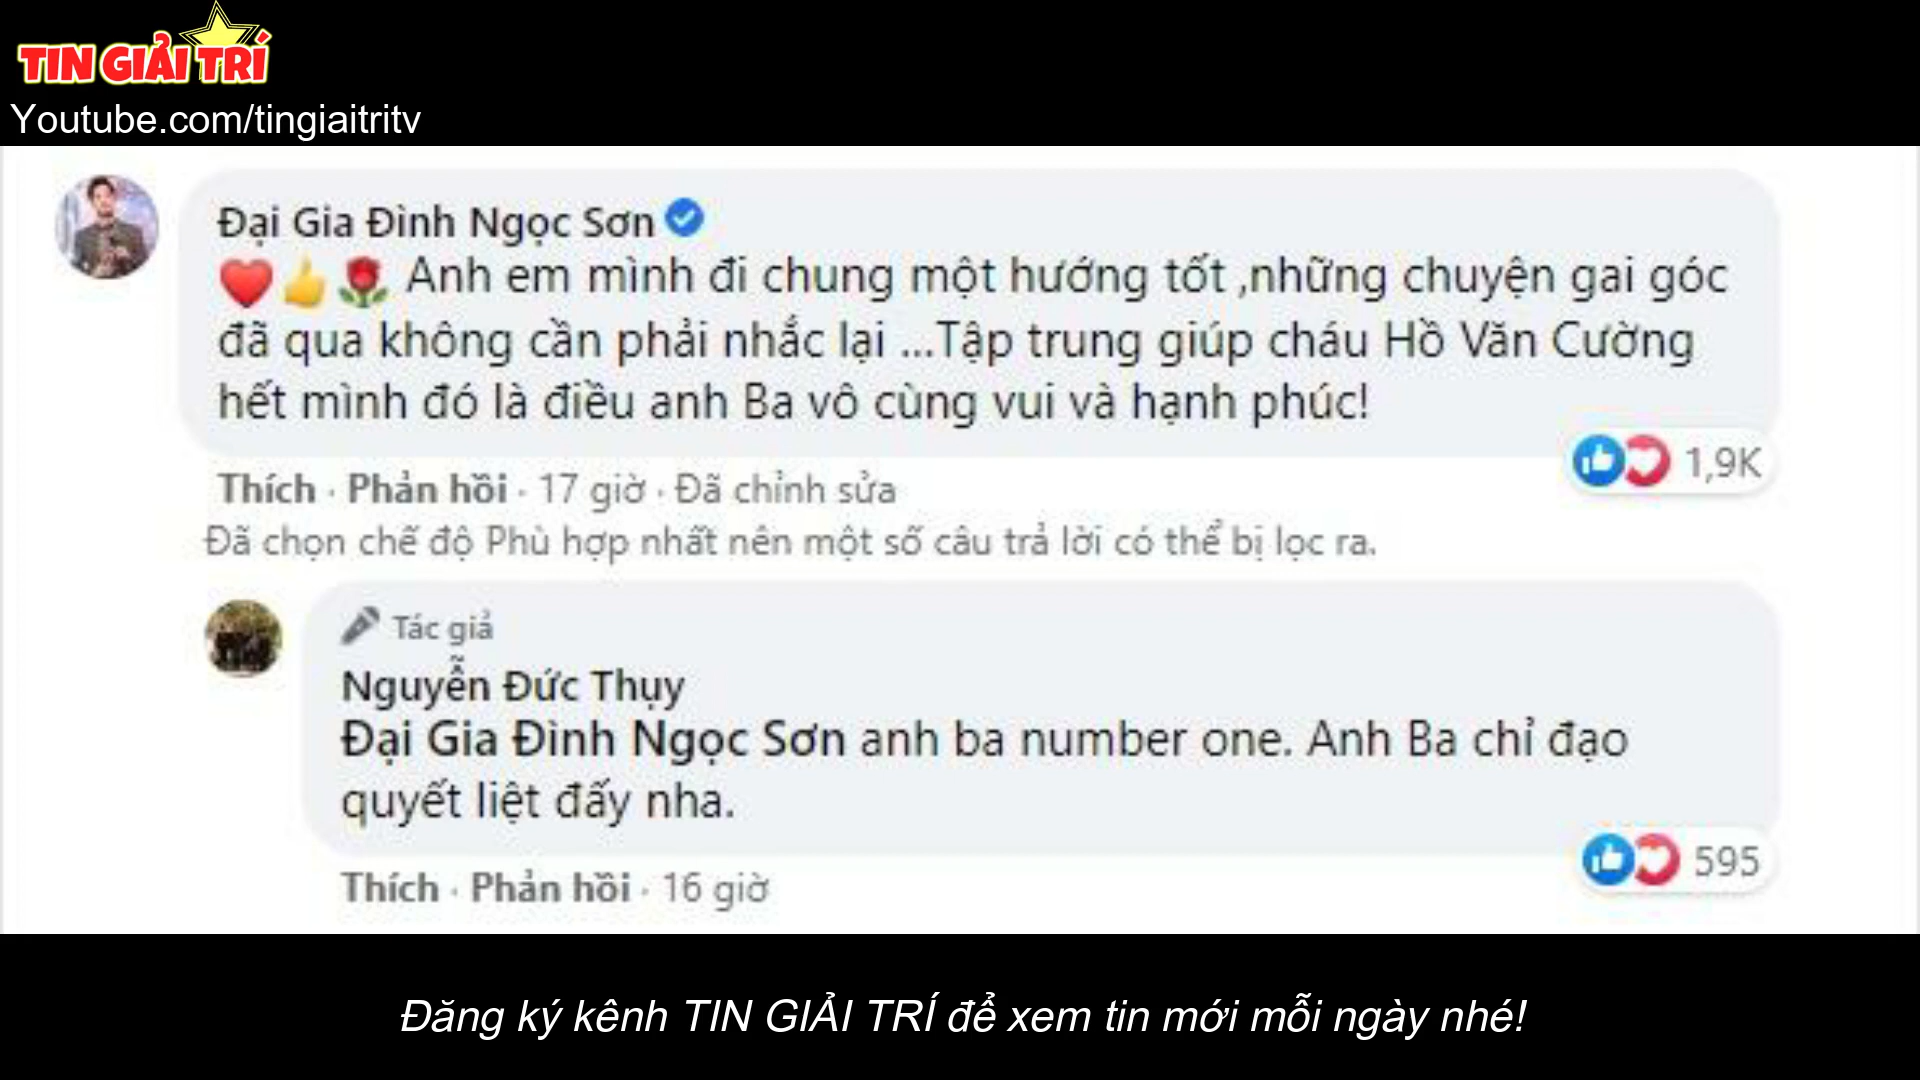 TIN GIẢI TRÍ
Youtube.com/tingiaitritv
Đại Gia Đình Ngọc Sơn
Anh em mình đi chung một hướng tốt ,những chuyện gai góc
đã qua không cần phải nhắc lại ...Tập trung giúp cháu Hồ Văn Cường
hết mình đó là điều anh Ba vô cùng vui và hạnh phúc!
1,9K
Thích · Phản hồi · 17 giờ · Đã chỉnh sửa
Đã chọn chế độ Phù hợp nhất nên một số câu trả lời có thể bị lọc ra.
Tác giả
Nguyễn Đức Thụy
Đại Gia Đình Ngọc Sơn anh ba number one. Anh Ba chỉ đạo
quyết liệt đấy nha.
595
Thích · Phản hồi · 16 giờ
Đăng ký kênh TIN GIẢI TRÍ để xem tin mới mỗi ngày nhé!